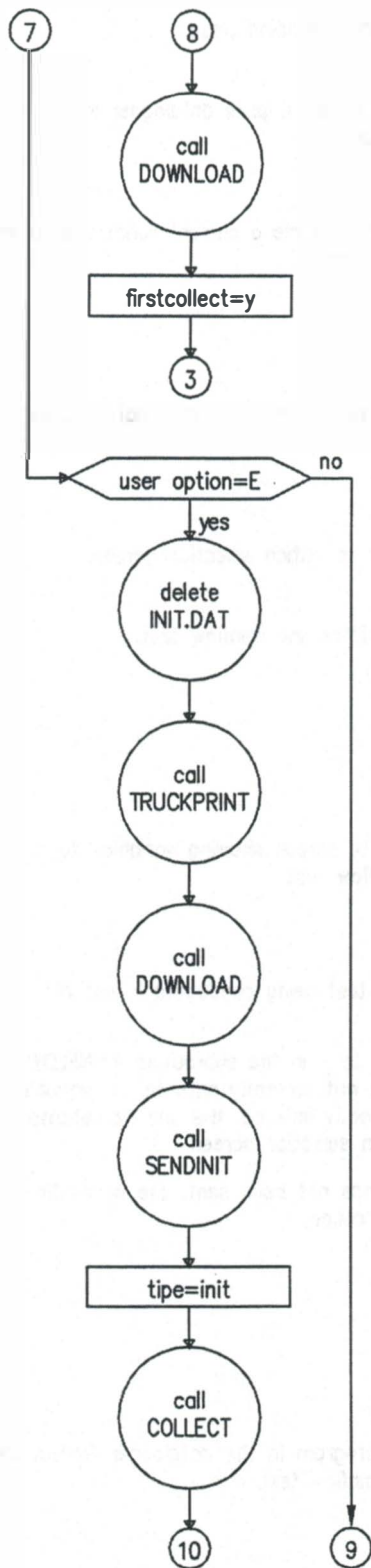 7
8
call
DOWNLOAD
firstcollect=y
3
user option=E
no
yes
delete
INIT.DAT
call
TRUCKPRINT
call
DOWNLOAD
call
SENDINIT
tipe=init
call
COLLECT
10
9